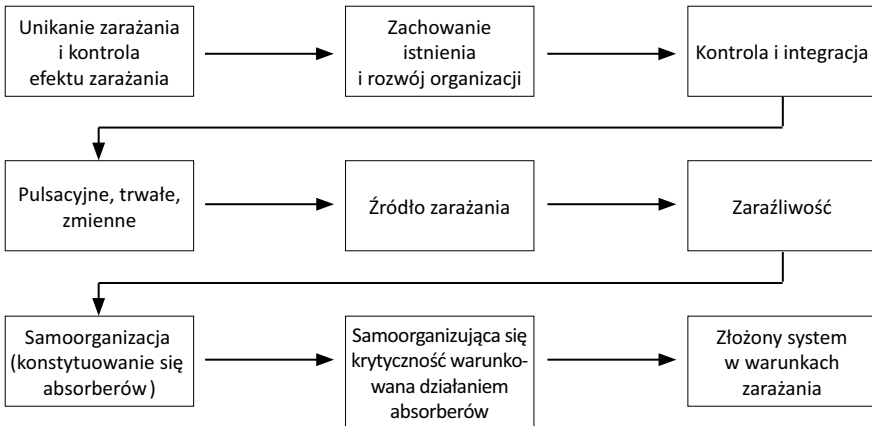 Unikanie zarażania
i kontrola
efektu zarażania
Zachowanie
istnienia
i rozwój organizacji
Kontrola i integracja
Pulsacyjne, trwałe,
zmienne
Źródło zarażania
Zaraźliwość
Samoorganizacja
(konstytuowanie się
absorberów)
Samoorganizująca się
krytyczność warunko-
wana działaniem
absorberów
Złożony system
w warunkach
zarażania